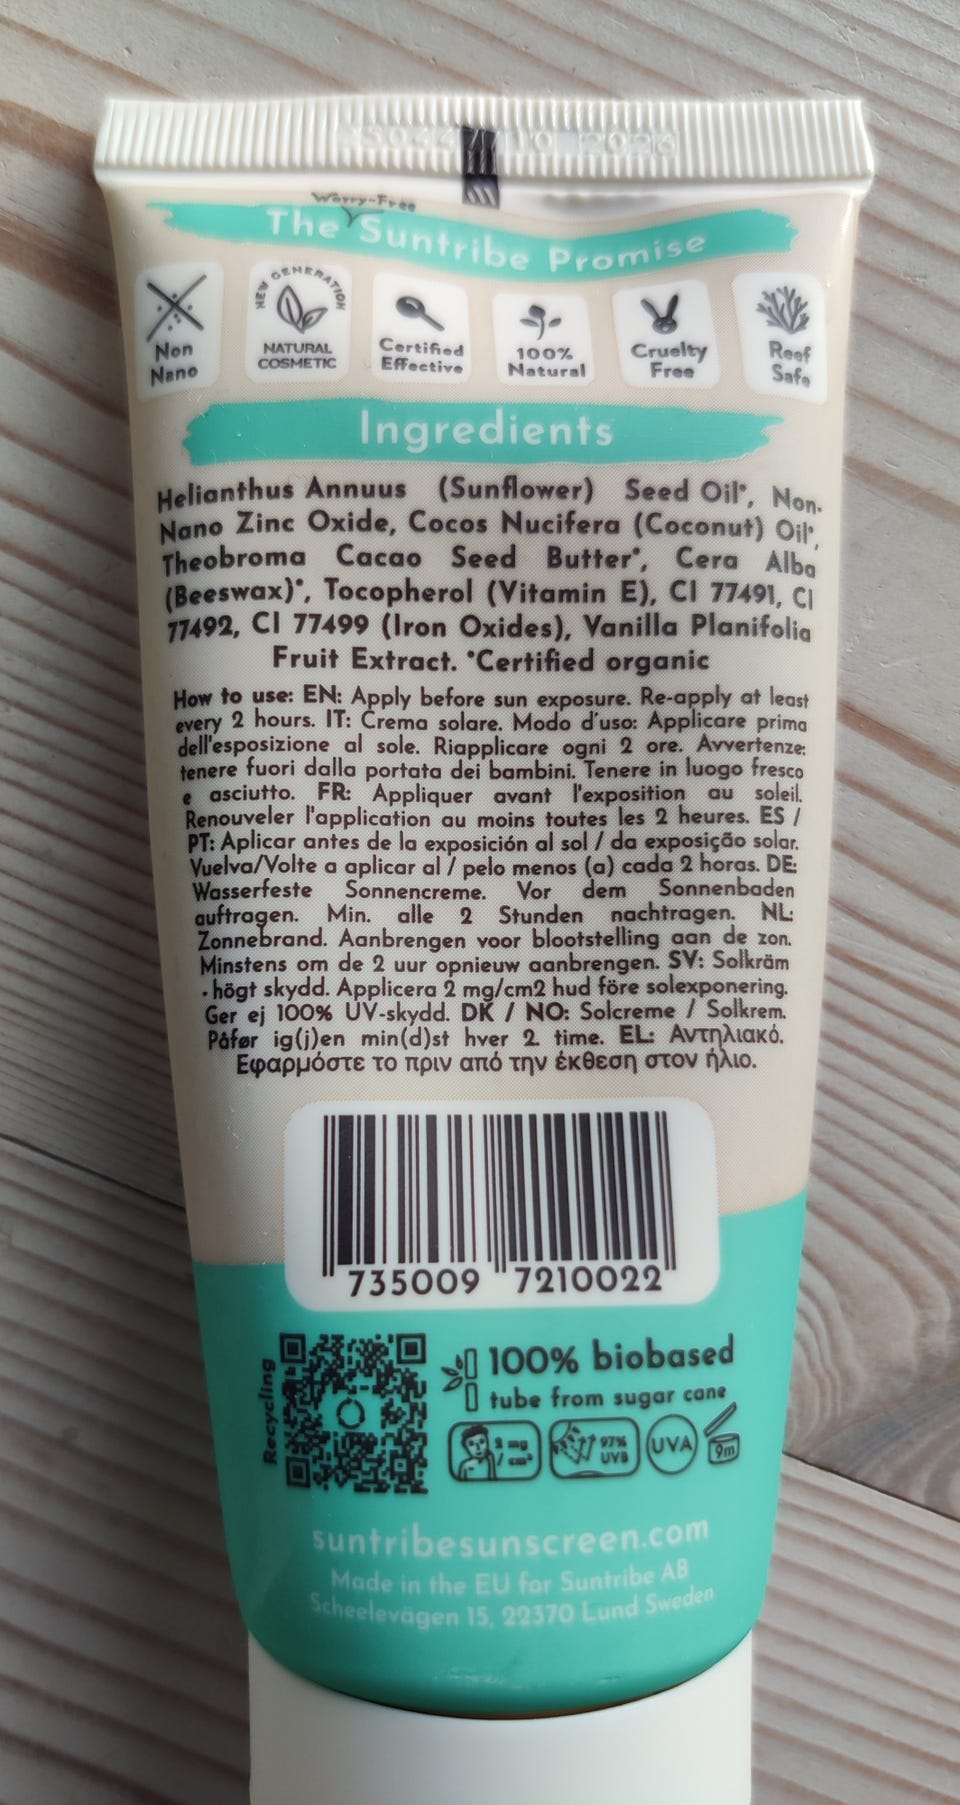 10 2026
Worry-Free
The Suntribe Promise
Non
Nano
NEW GENERATION
NATURAL
COSMETIC
Certified
Effective
100%
Natural
Cruelty
Free
Reef
Safe
Ingredients
Helianthus Annuus (Sunflower) Seed Oil*, Non-
Nano Zinc Oxide, Cocos Nucifera (Coconut) Oil*,
Theobroma Cacao Seed Butter*, Cera Alba
(Beeswax)*, Tocopherol (Vitamin E), CI 77491, CI
77492, CI 77499 (Iron Oxides), Vanilla Planifolia
Fruit Extract. *Certified organic
How to use: EN: Apply before sun exposure. Re-apply at least
every 2 hours. IT: Crema solare. Modo d'uso: Applicare prima
dell'esposizione al sole. Riapplicare ogni 2 ore. Avvertenze:
tenere fuori dalla portata dei bambini. Tenere in luogo fresco
e asciutto. FR: Appliquer avant l'exposition au soleil.
Renouveler l'application au moins toutes les 2 heures. ES /
PT: Aplicar antes de la exposición al sol / da exposição solar.
Vuelva/Volte a aplicar al / pelo menos (a) cada 2 horas. DE:
Wasserfeste Sonnencreme. Vor dem Sonnenbaden
auftragen. Min. alle 2 Stunden nachtragen. NL:
Zonnebrand. Aanbrengen voor blootstelling aan de zon.
Minstens om de 2 uur opnieuw aanbrengen. SV: Solkräm
- högt skydd. Applicera 2 mg/cm2 hud före solexponering.
Ger ej 100% UV-skydd. DK / NO: Solcreme / Solkrem.
Påfør ig(j)en min(d)st hver 2. time. EL: Αντηλιακό.
Εφαρμόστε το πριν από την έκθεση στον ήλιο.
735009 7210022
Recycling
100% biobased
tube from sugar cane
2 mg
/ cm²
97%
UVB
UVA
9m
suntribesunscreen.com
Made in the EU for Suntribe AB
Scheelevägen 15, 22370 Lund Sweden